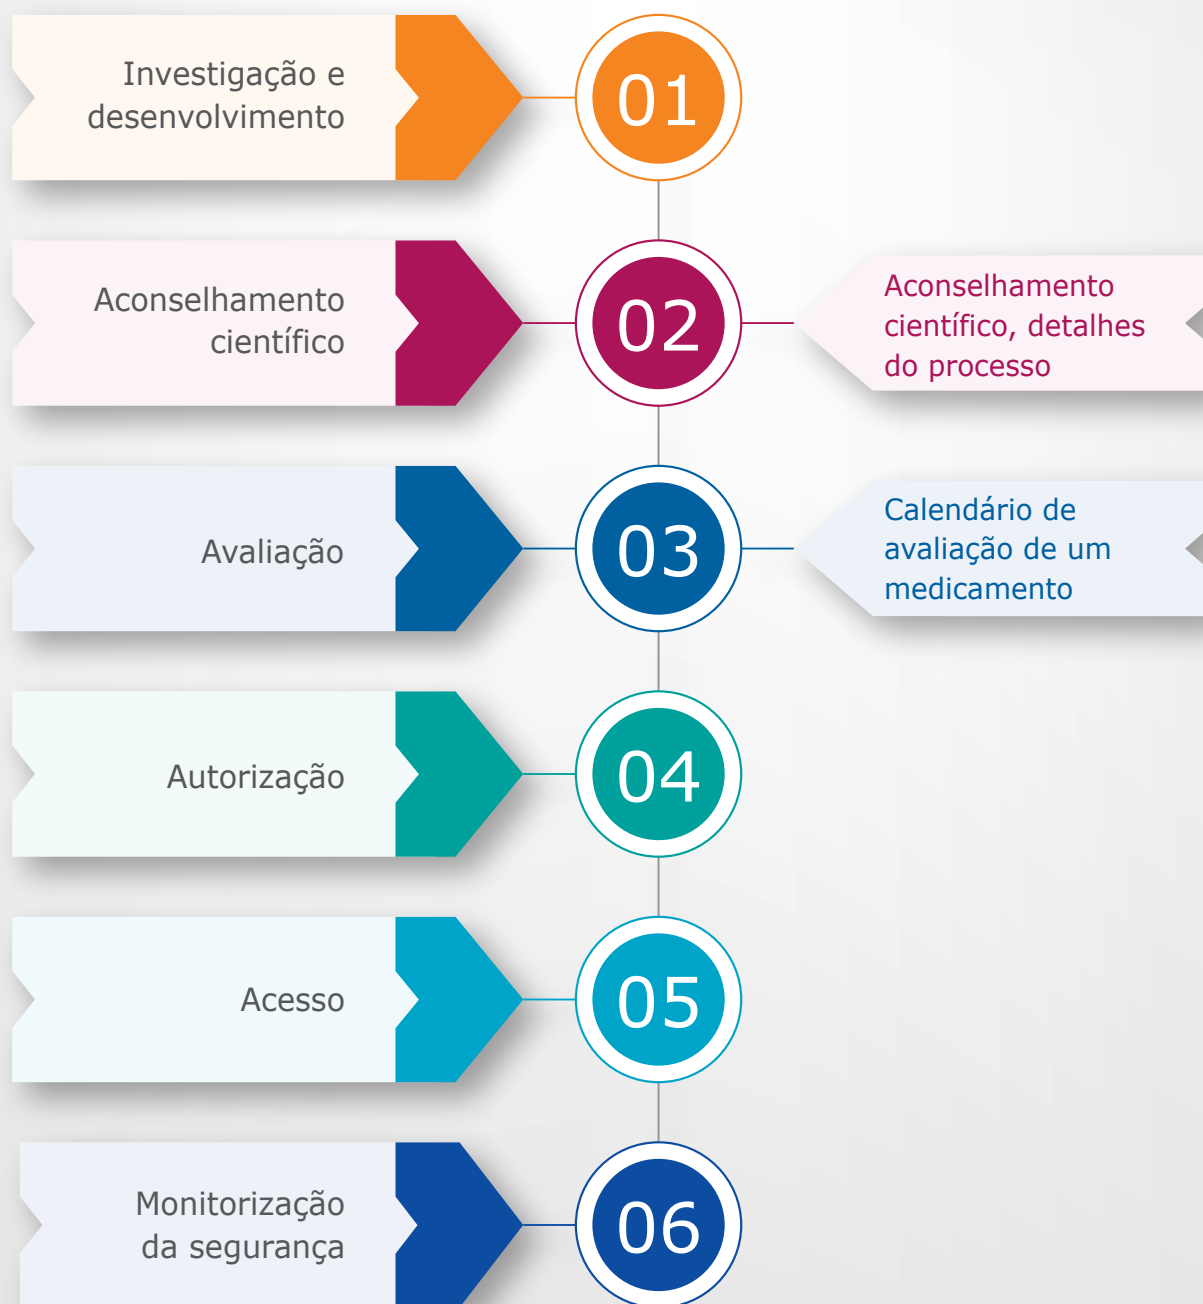 Investigação e
desenvolvimento
01
Aconselhamento
científico
02
Aconselhamento
científico, detalhes
do processo
Avaliação
03
Calendário de
avaliação de um
medicamento
Autorização
04
Acesso
05
Monitorização
da segurança
06